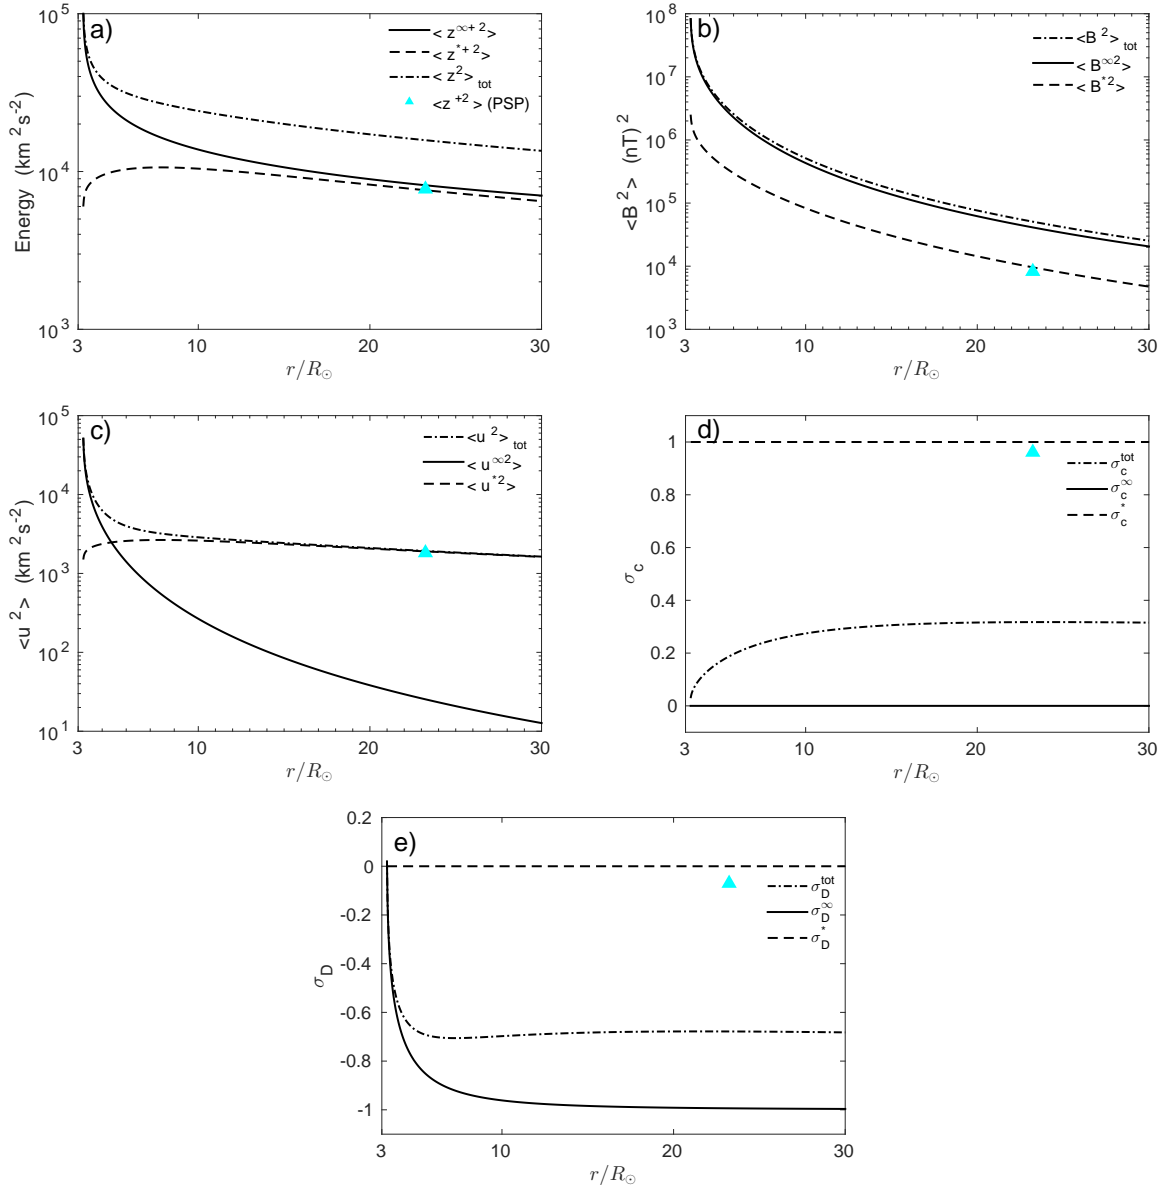 a)
10^5
10^4
10^3
Energy (km^2 s^-2)
< z^∞+2 >
< z^*+2 >
< z^2 >_tot
<z^+2 > (PSP)
3 10 20 30
r/R_⊙
b)
10^8
10^7
10^6
10^5
10^4
10^3
<B^2> (nT)^2
<B^2>_tot
< B^∞2 >
< B^*2 >
3 10 20 30
r/R_⊙
c)
10^5
10^4
10^3
10^2
10^1
<u^2> (km^2 s^-2)
<u^2>_tot
< u^∞2 >
< u^*2 >
3 10 20 30
r/R_⊙
d)
1
0.8
0.6
0.4
0.2
0
σ_c
σ_c^tot
σ_c^∞
σ_c^*
3 10 20 30
r/R_⊙
e)
0.2
0
-0.2
-0.4
-0.6
-0.8
-1
σ_D
σ_D^tot
σ_D^∞
σ_D^*
3 10 20 30
r/R_⊙